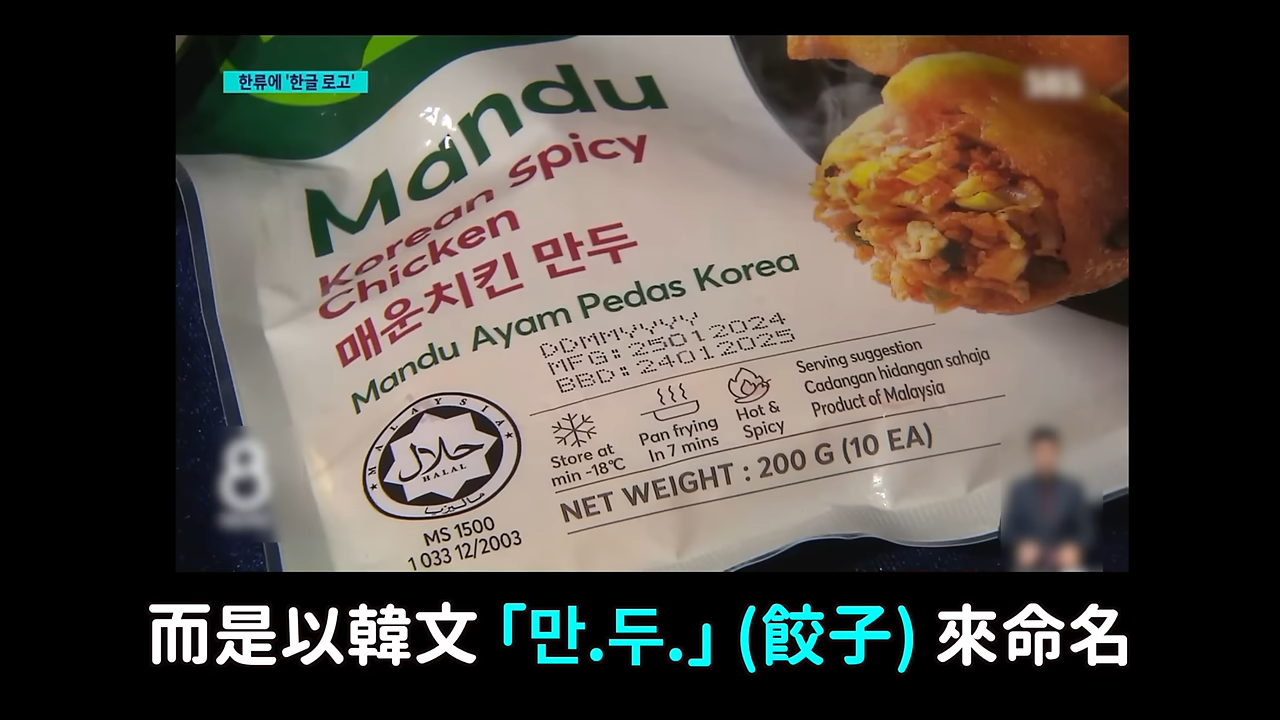 한류에 '한글 로고'
SBS
Mandu
Korean Spicy
Chicken
매운치킨 만두
Mandu Ayam Pedas Korea
DDMMYYYY
MFG: 25012024
BBD: 24012025
MALAYSIA
حلال
HALAL
ماليزيا
MS 1500
1 033 12/2003
Store at
min -18°C
Pan frying
In 7 mins
Hot &
Spicy
Serving suggestion
Cadangan hidangan sahaja
Product of Malaysia
NET WEIGHT : 200 G (10 EA)
8
而是以韓文「만.두.」(餃子) 來命名